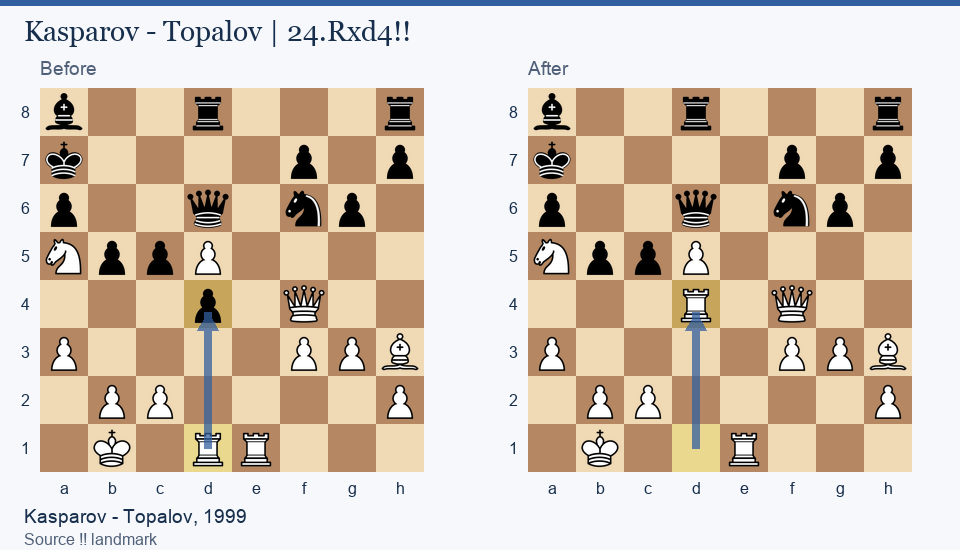 Kasparov - Topalov | 24.Rxd4!!
Before
After
8
7
6
5
4
3
2
1
a b c d e f g h
8
7
6
5
4
3
2
1
a b c d e f g h
Kasparov - Topalov, 1999
Source !! landmark